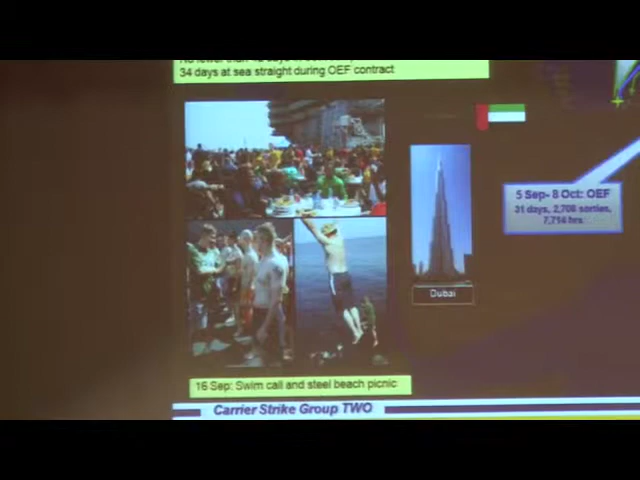 34 days at sea straight during OEF contract
5 Sep- 8 Oct: OEF
31 days, 2,706 sorties,
7,714 hrs
Dubai
16 Sep: Swim call and steel beach picnic
Carrier Strike Group TWO